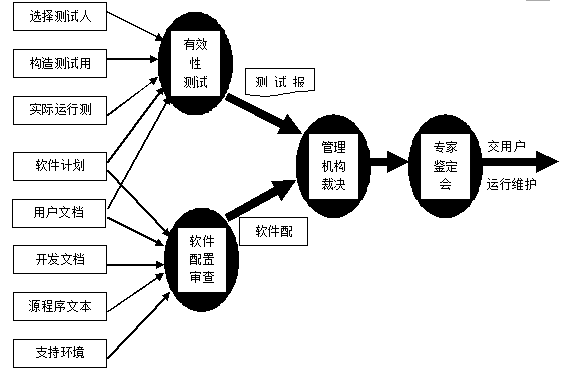 选择测试人
构造测试用
实际运行测
软件计划
用户文档
开发文档
源程序文本
支持环境
有效
性
测试
测 试 报
软件
配置
审查
软件配
管理
机构
裁决
专家
鉴定
会
交用户
运行维护